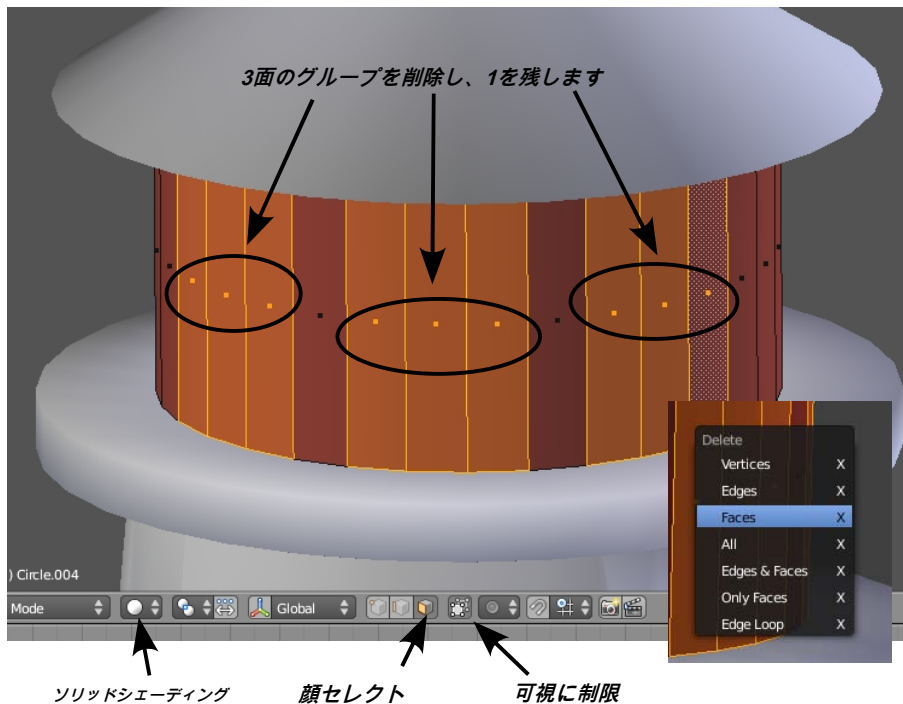 3面のグループを削除し、1を残します
Delete
Vertices X
Edges X
Faces X
All X
Edges & Faces X
Only Faces X
Edge Loop X
) Circle.004
Mode
Global
ソリッドシェーディング
顔セレクト
可視に制限